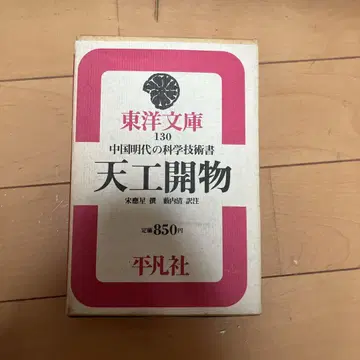 東洋文庫
130
中国明代の科学技術書
天工開物
宋應星 撰 藪内清 訳注
定価 850円
平凡社